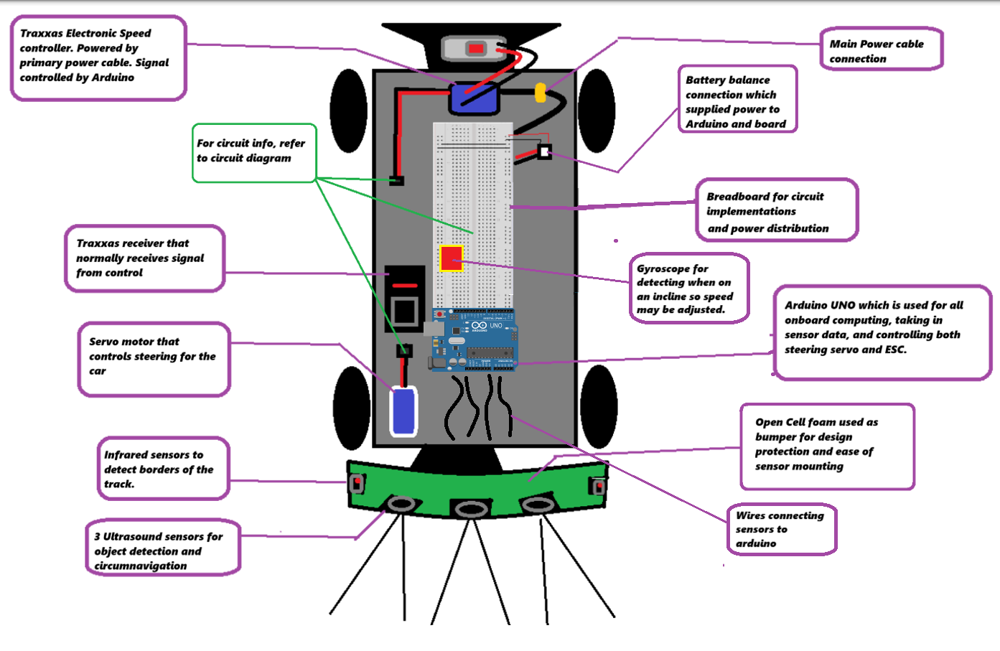 Traxxas Electronic Speed
controller. Powered by
primary power cable. Signal
controlled by Arduino
Main Power cable
connection
Battery balance
connection which
supplied power to
Arduino and board
For circuit info, refer
to circuit diagram
Breadboard for circuit
implementations
and power distribution
Traxxas receiver that
normally receives signal
from control
Gyroscope for
detecting when on
an incline so speed
may be adjusted.
Arduino UNO which is used for all
onboard computing, taking in
sensor data, and controlling both
steering servo and ESC.
UNO
ARDUINO
Servo motor that
controls steering for the
car
Open Cell foam used as
bumper for design
protection and ease of
sensor mounting
Infrared sensors to
detect borders of the
track.
Wires connecting
sensors to
arduino
3 Ultrasound sensors for
object detection and
circumnavigation